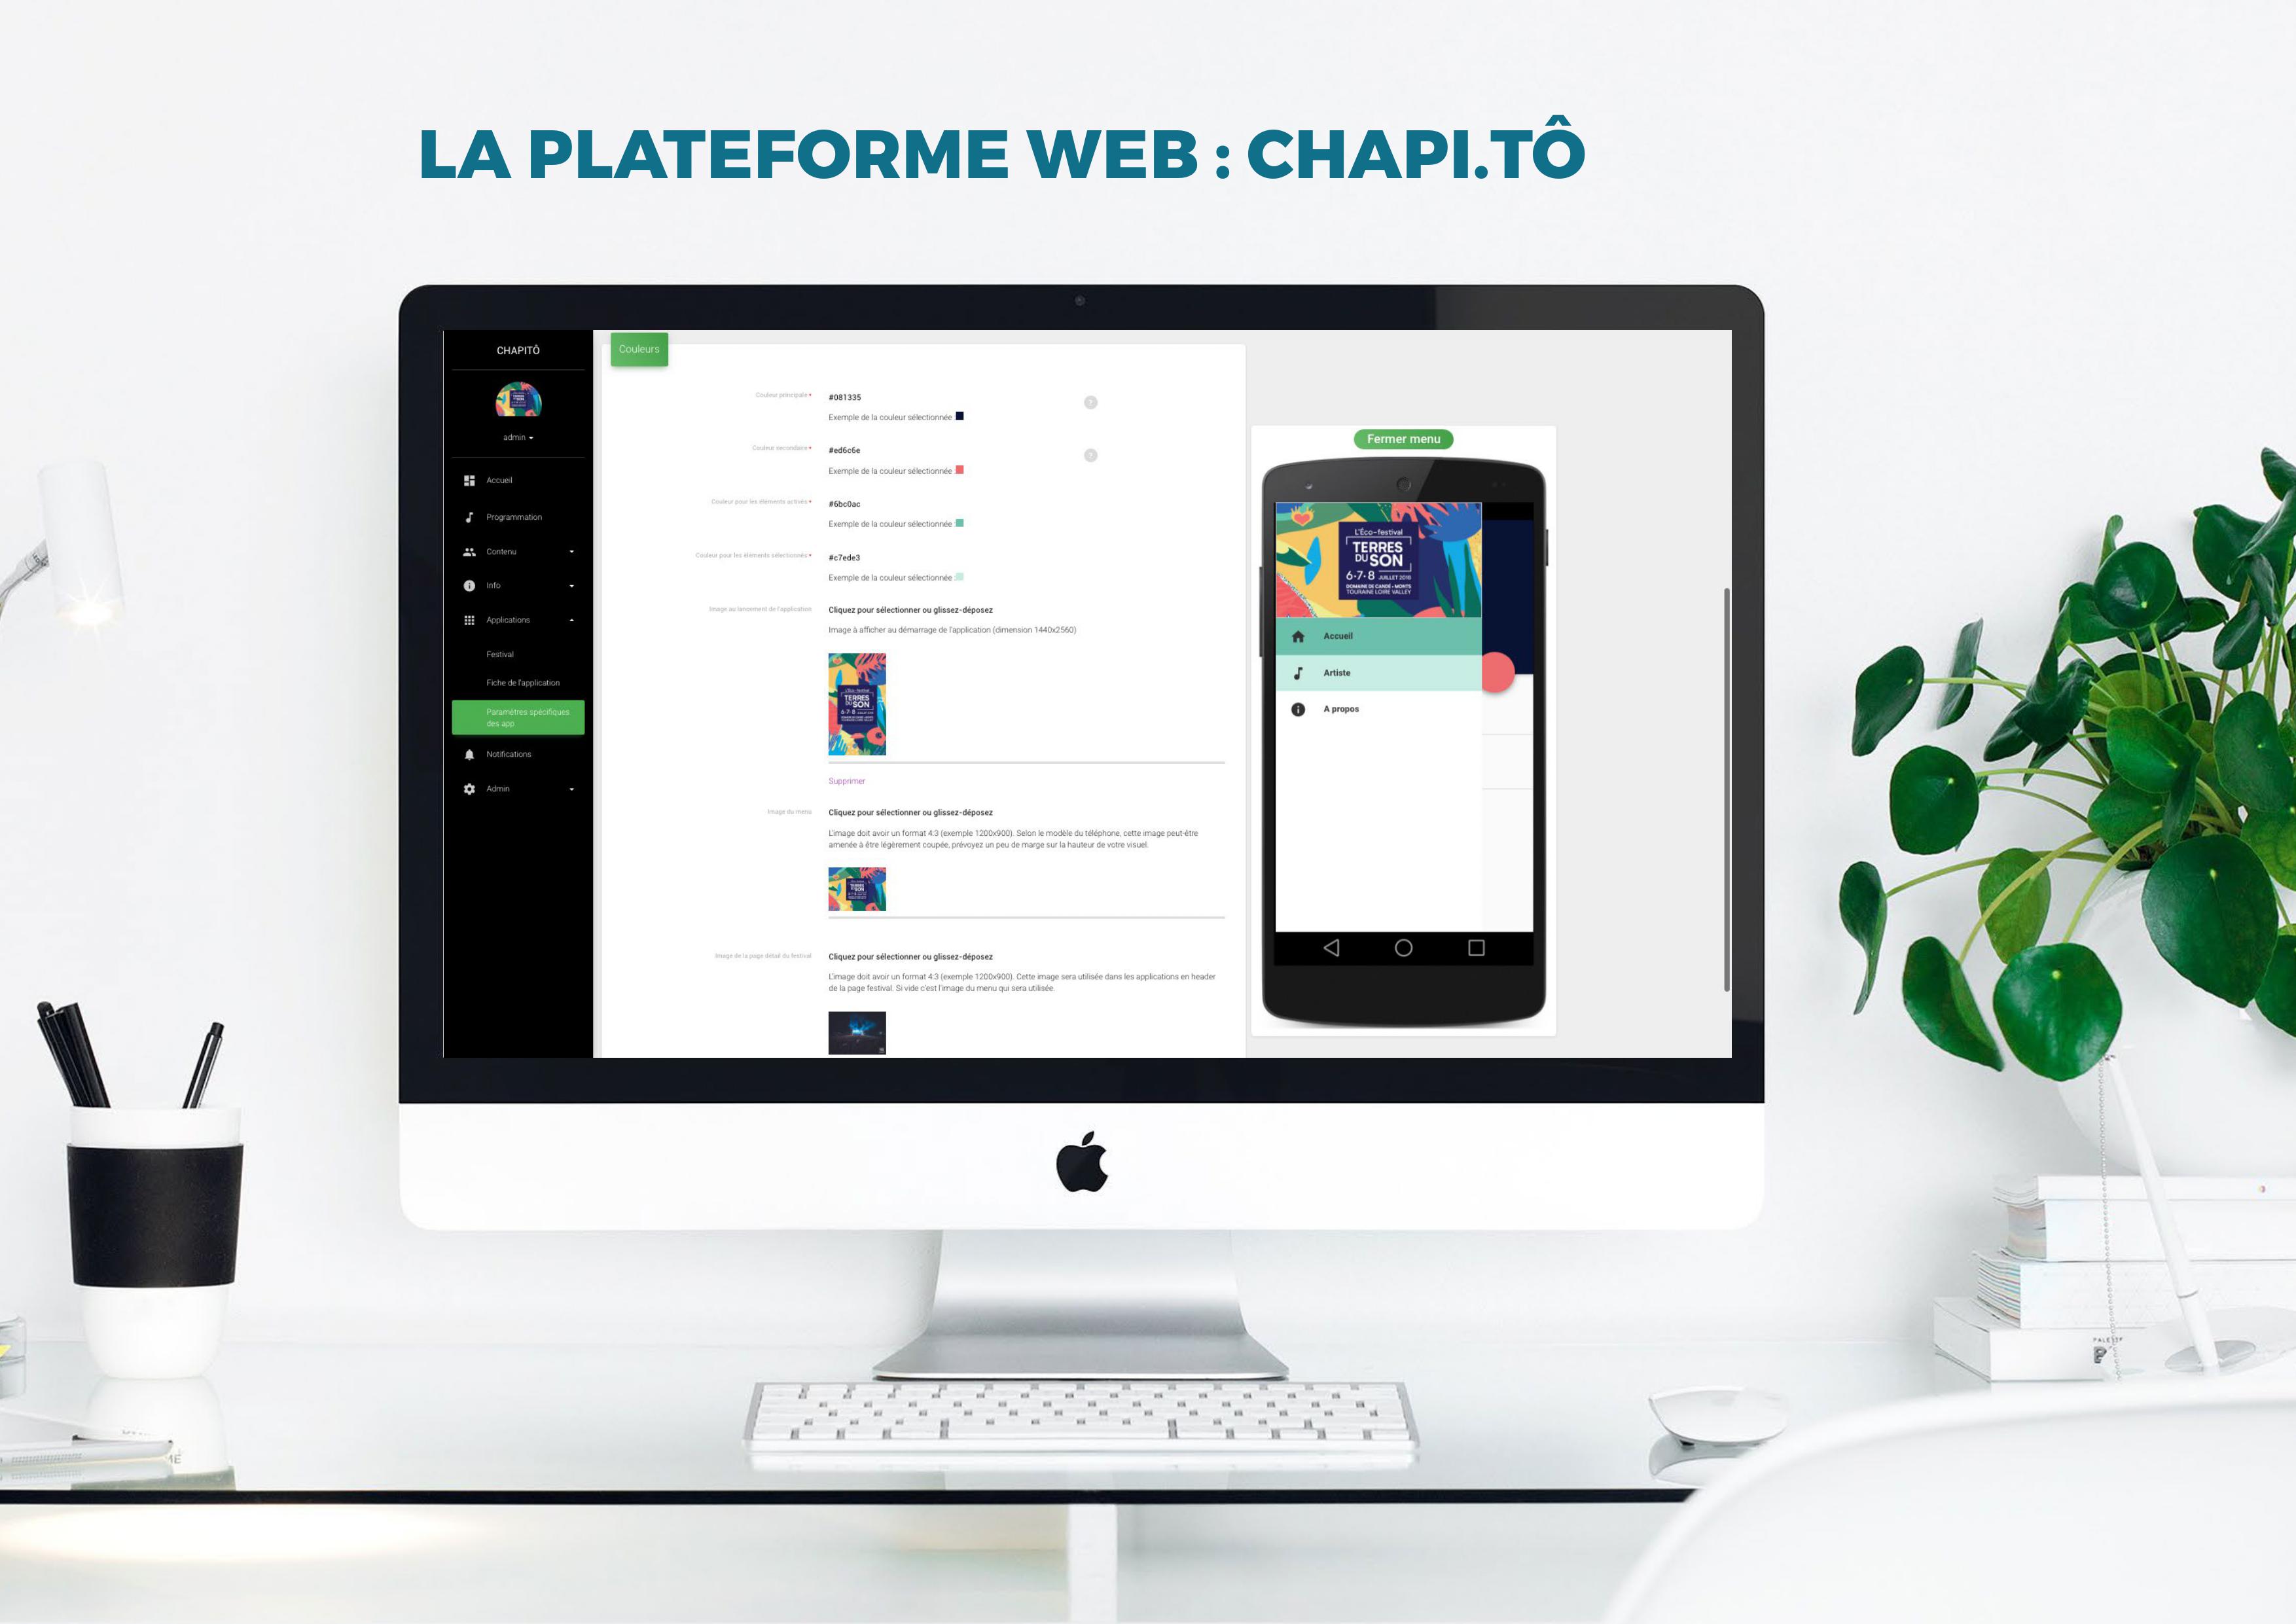 LA PLATEFORME WEB : CHAPI.TÔ
CHAPITÔ
admin
Accueil
Programmation
Contenu
Info
Applications
Festival
Fiche de l'application
Paramètres spécifiques
des app
Notifications
Admin
Couleurs
Couleur principale *
#081335
Exemple de la couleur sélectionnée
Couleur secondaire *
#ed6c6e
Exemple de la couleur sélectionnée
Couleur pour les éléments activés *
#6bc0ac
Exemple de la couleur sélectionnée
Couleur pour les éléments sélectionnés *
#c7ede3
Exemple de la couleur sélectionnée
Image au lancement de l'application
Cliquez pour sélectionner ou glissez-déposez
Image à afficher au démarrage de l'application (dimension 1440x2560)
TERRES
DU SON
6·7·8
Supprimer
Image du menu
Cliquez pour sélectionner ou glissez-déposez
L'image doit avoir un format 4:3 (exemple 1200x900). Selon le modèle du téléphone, cette image peut-être
amenée à être légèrement coupée, prévoyez un peu de marge sur la hauteur de votre visuel.
Image de la page détail du festival
Cliquez pour sélectionner ou glissez-déposez
L'image doit avoir un format 4:3 (exemple 1200x900). Cette image sera utilisée dans les applications en header
de la page festival. Si vide c'est l'image du menu qui sera utilisée.
Fermer menu
L'Éco-festival
TERRES
DU SON
6·7·8 JUILLET 2018
DOMAINE DE CANDÉ • MONTS
TOURAINE LOIRE VALLEY
Accueil
Artiste
A propos